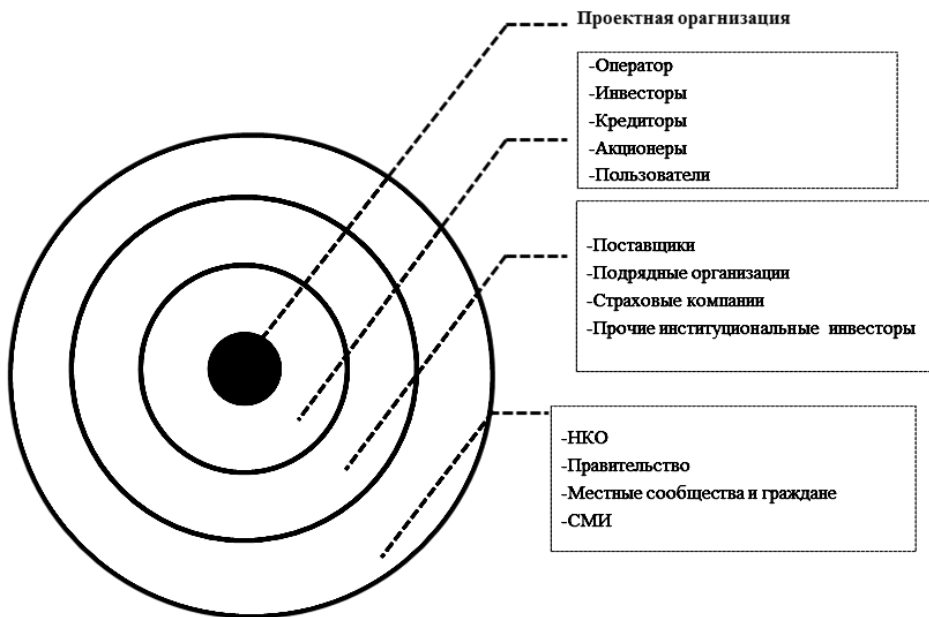 Проектная орагнизация
-Оператор
-Инвесторы
-Кредиторы
-Акционеры
-Пользователи
-Поставщики
-Подрядные организации
-Страховые компании
-Прочие институциональные инвесторы
-НКО
-Правительство
-Местные сообщества и граждане
-СМИ